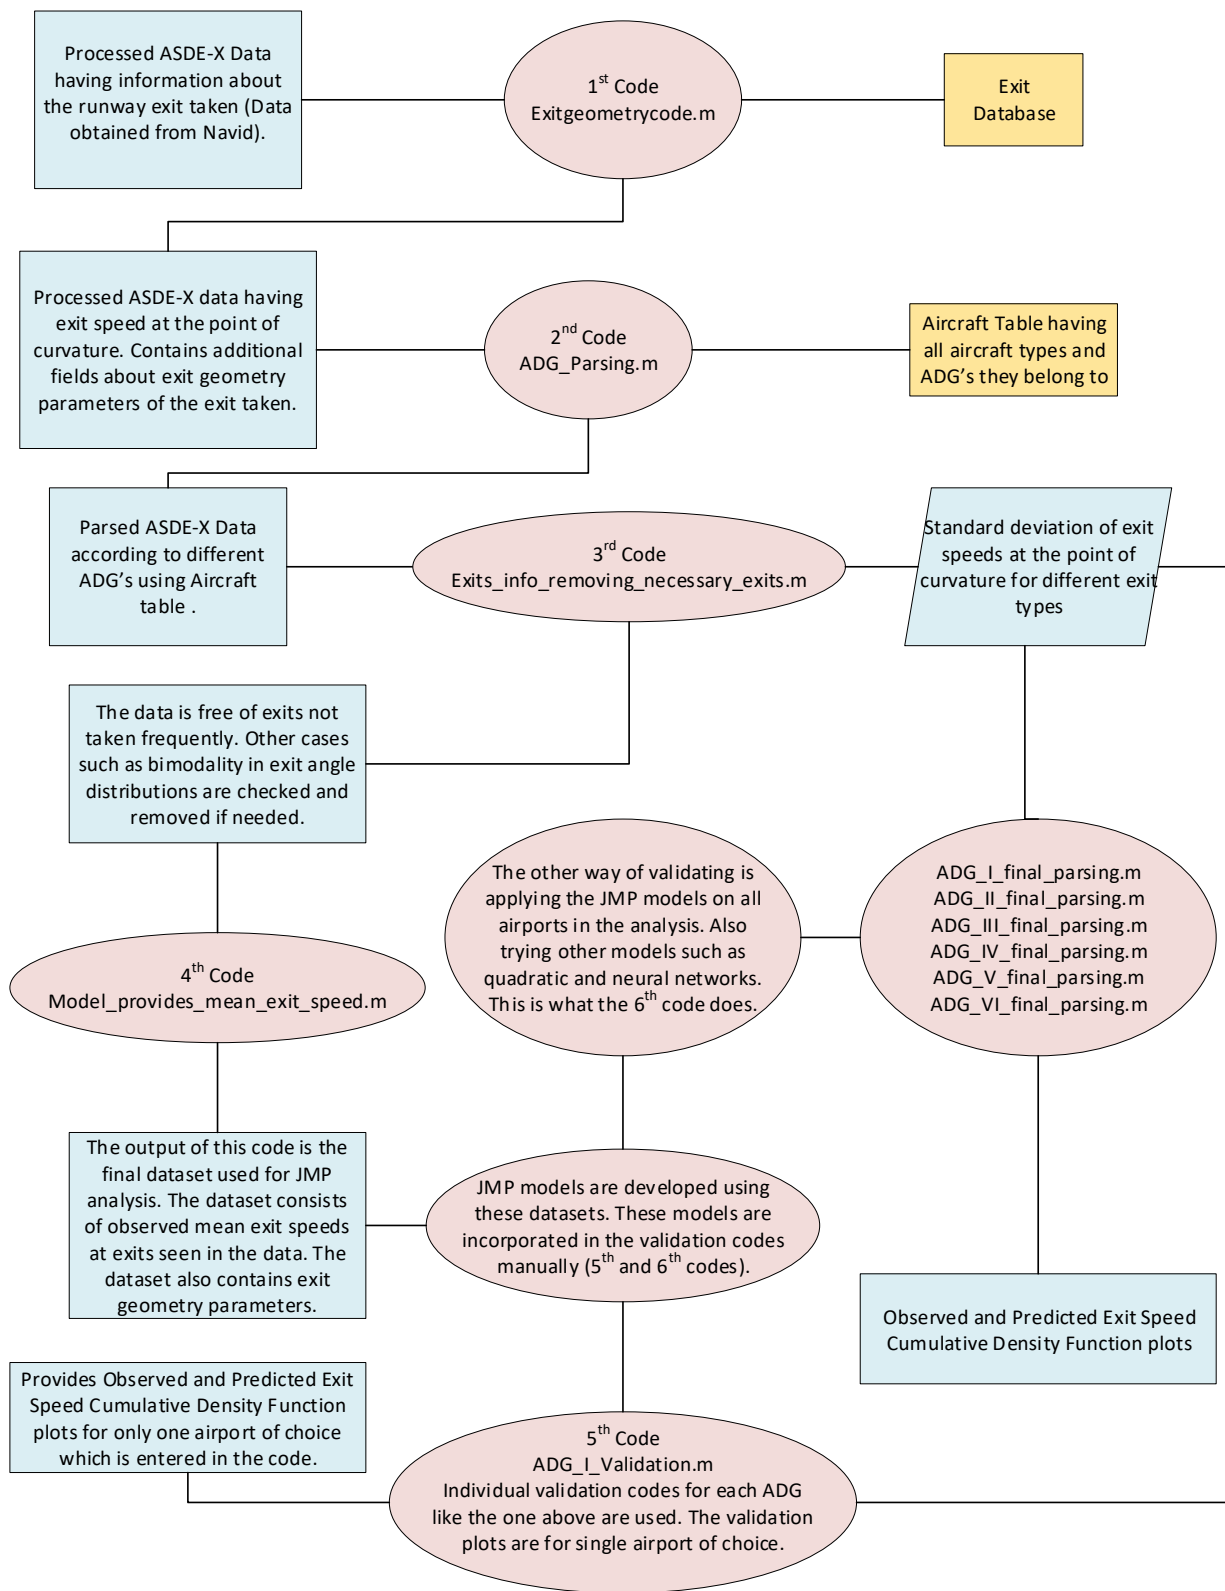 Processed ASDE-X Data
having information about
the runway exit taken (Data
obtained from Navid).
1st Code
Exitgeometrycode.m
Exit
Database
Processed ASDE-X data having
exit speed at the point of
curvature. Contains additional
fields about exit geometry
parameters of the exit taken.
2nd Code
ADG_Parsing.m
Aircraft Table having
all aircraft types and
ADG's they belong to
Parsed ASDE-X Data
according to different
ADG's using Aircraft
table .
3rd Code
Exits_info_removing_necessary_exits.m
Standard deviation of exit
speeds at the point of
curvature for different exit
types
The data is free of exits not
taken frequently. Other cases
such as bimodality in exit angle
distributions are checked and
removed if needed.
The other way of validating is
applying the JMP models on all
airports in the analysis. Also
trying other models such as
quadratic and neural networks.
This is what the 6th code does.
ADG_I_final_parsing.m
ADG_II_final_parsing.m
ADG_III_final_parsing.m
ADG_IV_final_parsing.m
ADG_V_final_parsing.m
ADG_VI_final_parsing.m
4th Code
Model_provides_mean_exit_speed.m
The output of this code is the
final dataset used for JMP
analysis. The dataset consists
of observed mean exit speeds
at exits seen in the data. The
dataset also contains exit
geometry parameters.
JMP models are developed using
these datasets. These models are
incorporated in the validation codes
manually (5th and 6th codes).
Observed and Predicted Exit Speed
Cumulative Density Function plots
Provides Observed and Predicted Exit
Speed Cumulative Density Function
plots for only one airport of choice
which is entered in the code.
5th Code
ADG_I_Validation.m
Individual validation codes for each ADG
like the one above are used. The validation
plots are for single airport of choice.